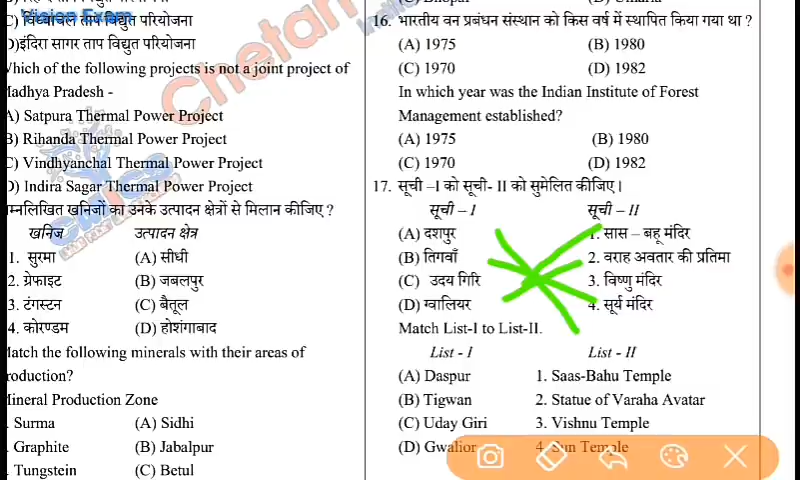 C) विंध्याचल ताप विद्युत परियोजना
D)इंदिरा सागर ताप विद्युत परियोजना
Which of the following projects is not a joint project of
Madhya Pradesh -
A) Satpura Thermal Power Project
B) Rihanda Thermal Power Project
C) Vindhyanchal Thermal Power Project
D) Indira Sagar Thermal Power Project
म्नलिखित खनिजों का उनके उत्पादन क्षेत्रों से मिलान कीजिए ?
खनिज उत्पादन क्षेत्र
1. सुरमा (A) सीधी
2. ग्रेफाइट (B) जबलपुर
3. टंगस्टन (C) बैतूल
4. कोरण्डम (D) होशंगाबाद
Match the following minerals with their areas of
roduction?
Mineral Production Zone
. Surma (A) Sidhi
. Graphite (B) Jabalpur
. Tungstein (C) Betul
16. भारतीय वन प्रबंधन संस्थान को किस वर्ष में स्थापित किया गया था ?
(A) 1975 (B) 1980
(C) 1970 (D) 1982
In which year was the Indian Institute of Forest
Management established?
(A) 1975 (B) 1980
(C) 1970 (D) 1982
17. सूची –I को सूची- II को सुमेलित कीजिए।
सूची – I सूची – II
(A) दशपुर 1. सास – बहू मंदिर
(B) तिगवाँ 2. वराह अवतार की प्रतिमा
(C) उदय गिरि 3. विष्णु मंदिर
(D) ग्वालियर 4. सूर्य मंदिर
Match List-I to List-II.
List - I List - II
(A) Daspur 1. Saas-Bahu Temple
(B) Tigwan 2. Statue of Varaha Avatar
(C) Uday Giri 3. Vishnu Temple
(D) Gwalior 4. Sun Temple
Vision Exam
Chetan